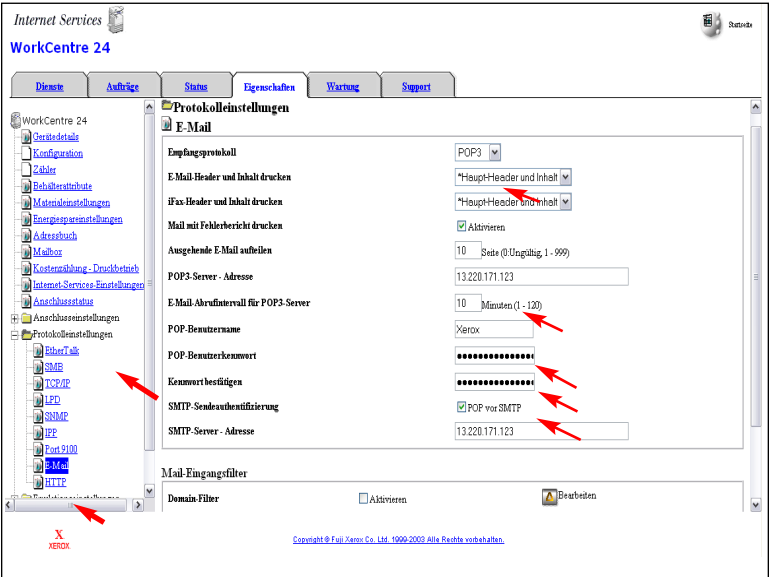 Internet Services
Startseite
WorkCentre 24
Dienste
Aufträge
Status
Eigenschaften
Wartung
Support
WorkCentre 24
Gerätedetails
Konfiguration
Zähler
Behälterattribute
Materialeinstellungen
Energiespareinstellungen
Adressbuch
Mailbox
Kostenzählung - Druckbetrieb
Internet-Services-Einstellungen
Anschlussstatus
Anschlusseinstellungen
Protokolleinstellungen
EtherTalk
SMB
TCP/IP
LPD
SNMP
IPP
Port 9100
E-Mail
HTTP
Protokolleinstellungen
E-Mail
Empfangsprotokoll
POP3
E-Mail-Header und Inhalt drucken
*Haupt-Header und Inhalt
iFax-Header und Inhalt drucken
*Haupt-Header und Inhalt
Mail mit Fehlerbericht drucken
Aktivieren
Ausgehende E-Mail aufteilen
10 Seite (0:Ungültig, 1 - 999)
POP3-Server - Adresse
13.220.171.123
E-Mail-Abrufintervall für POP3-Server
10 Minuten (1 - 120)
POP-Benutzername
Xerox
POP-Benutzerkennwort
Kennwort bestätigen
SMTP-Sendeauthentifizierung
POP vor SMTP
SMTP-Server - Adresse
13.220.171.123
Mail-Eingangsfilter
Domain-Filter
Aktivieren
Bearbeiten
X
XEROX
Copyright © Fuji Xerox Co. Ltd. 1999-2003 Alle Rechte vorbehalten.